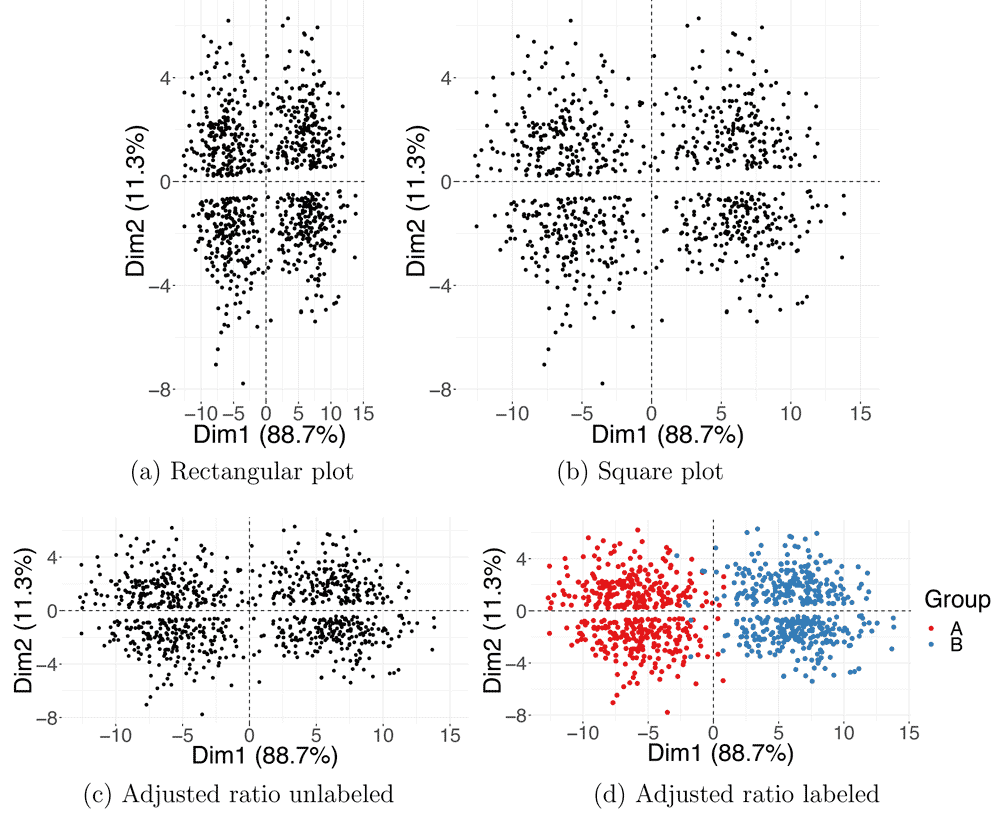 4
0
−4
−8
Dim2 (11.3%)
−10 −5 0 5 10 15
Dim1 (88.7%)
(a) Rectangular plot
4
0
−4
−8
Dim2 (11.3%)
−10 0 5 10 15
Dim1 (88.7%)
(b) Square plot
4
0
−4
−8
Dim2 (11.3%)
−10 −5 0 5 10 15
Dim1 (88.7%)
(c) Adjusted ratio unlabeled
4
0
−4
−8
Dim2 (11.3%)
−10 −5 0 5 10 15
Dim1 (88.7%)
Group
A
B
(d) Adjusted ratio labeled